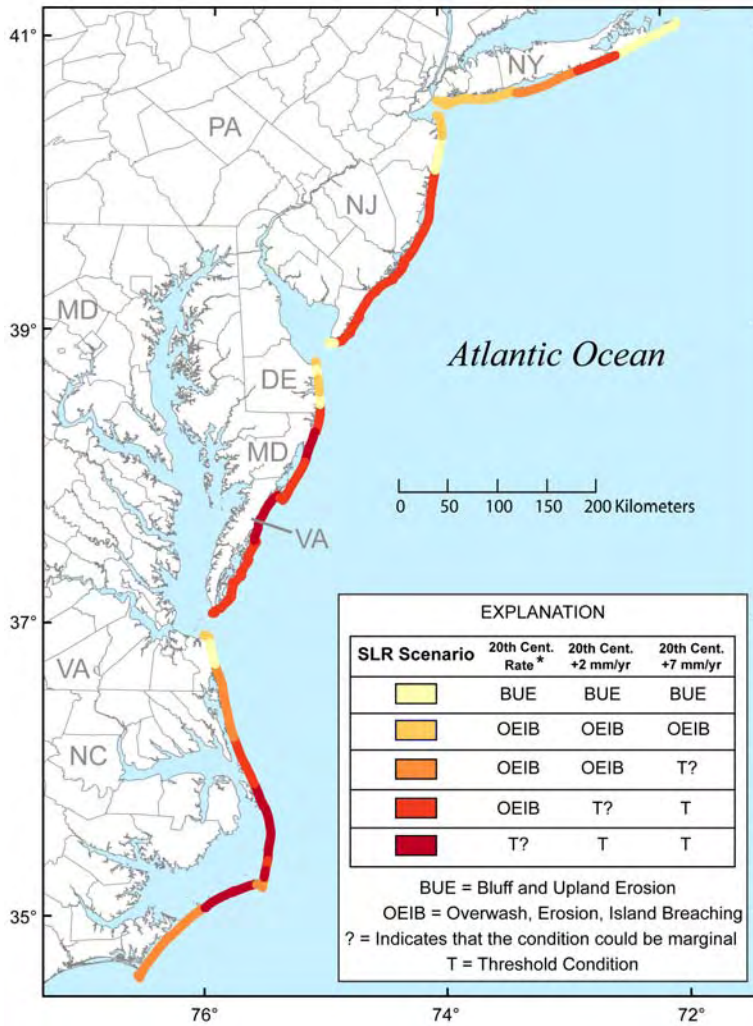 41°
NY
PA
NJ
MD
39°
Atlantic Ocean
DE
MD
0 50 100 150 200 Kilometers
VA
37°
VA
NC
35°
76°
74°
72°
EXPLANATION
SLR Scenario 20th Cent. Rate* 20th Cent. +2 mm/yr 20th Cent. +7 mm/yr
BUE BUE BUE
OEIB OEIB OEIB
OEIB OEIB T?
OEIB T? T
T? T T
BUE = Bluff and Upland Erosion
OEIB = Overwash, Erosion, Island Breaching
? = Indicates that the condition could be marginal
T = Threshold Condition